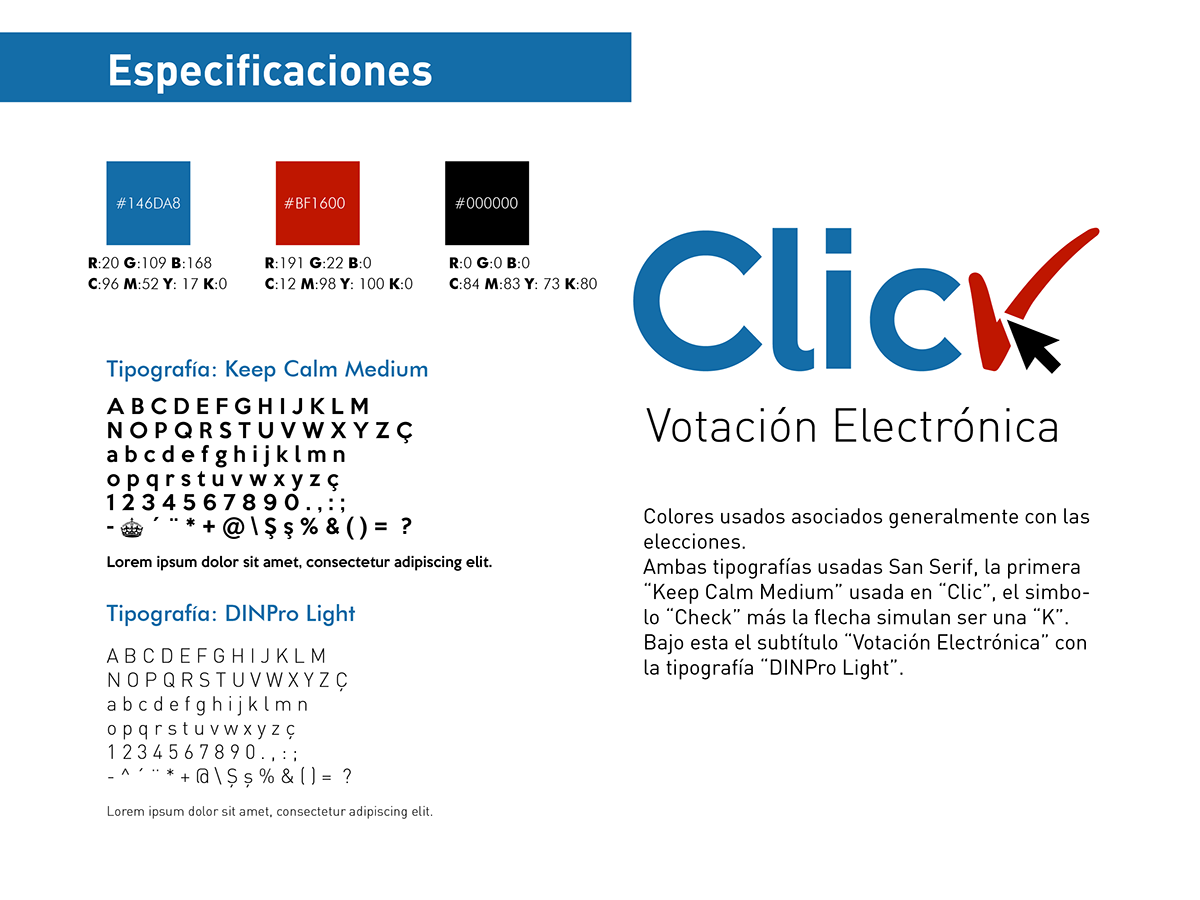 Especificaciones
#146DA8
#BF1600
#000000
R:20 G:109 B:168
C:96 M:52 Y: 17 K:0
R:191 G:22 B:0
C:12 M:98 Y: 100 K:0
R:0 G:0 B:0
C:84 M:83 Y: 73 K:80
Tipografía: Keep Calm Medium
A B C D E F G H I J K L M
N O P Q R S T U V W X Y Z Ç
a b c d e f g h i j k l m n
o p q r s t u v w x y z ç
1 2 3 4 5 6 7 8 9 0 . , : ;
- ´ ¨ * + @ \ Ş ş % & ( ) = ?
Lorem ipsum dolor sit amet, consectetur adipiscing elit.
Tipografía: DINPro Light
A B C D E F G H I J K L M
N O P Q R S T U V W X Y Z Ç
a b c d e f g h i j k l m n
o p q r s t u v w x y z ç
1 2 3 4 5 6 7 8 9 0 . , : ;
- ^ ´ ¨ * + @ \ Ş ş % & ( ) = ?
Lorem ipsum dolor sit amet, consectetur adipiscing elit.
Clic
Votación Electrónica
Colores usados asociados generalmente con las
elecciones.
Ambas tipografías usadas San Serif, la primera
“Keep Calm Medium” usada en “Clic”, el simbo-
lo “Check” más la flecha simulan ser una “K”.
Bajo esta el subtítulo “Votación Electrónica” con
la tipografía “DINPro Light”.